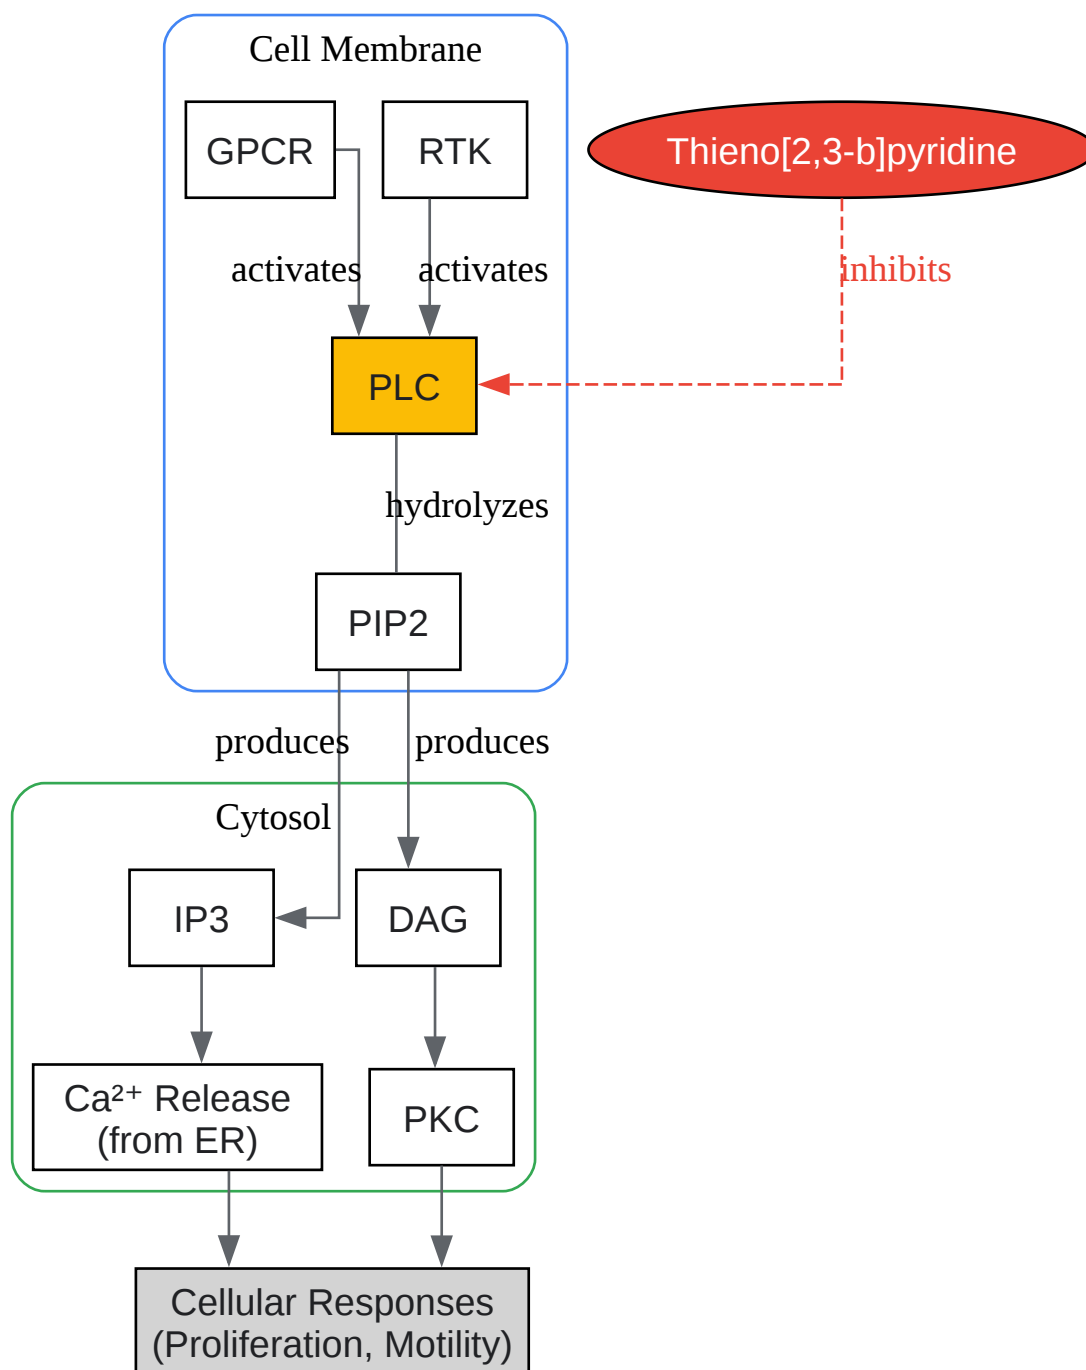 Cell Membrane
GPCR
RTK
Thieno[2,3-b]pyridine
activates
activates
inhibits
PLC
hydrolyzes
PIP2
produces
produces
Cytosol
IP3
DAG
Ca²⁺ Release
(from ER)
PKC
Cellular Responses
(Proliferation, Motility)